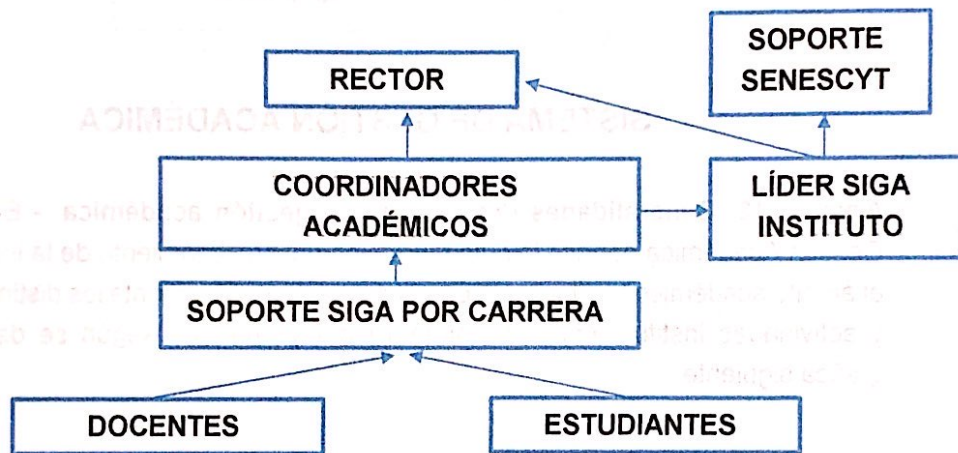 SOPORTE
SENESCYT
RECTOR
COORDINADORES
ACADÉMICOS
LÍDER SIGA
INSTITUTO
SOPORTE SIGA POR CARRERA
DOCENTES
ESTUDIANTES